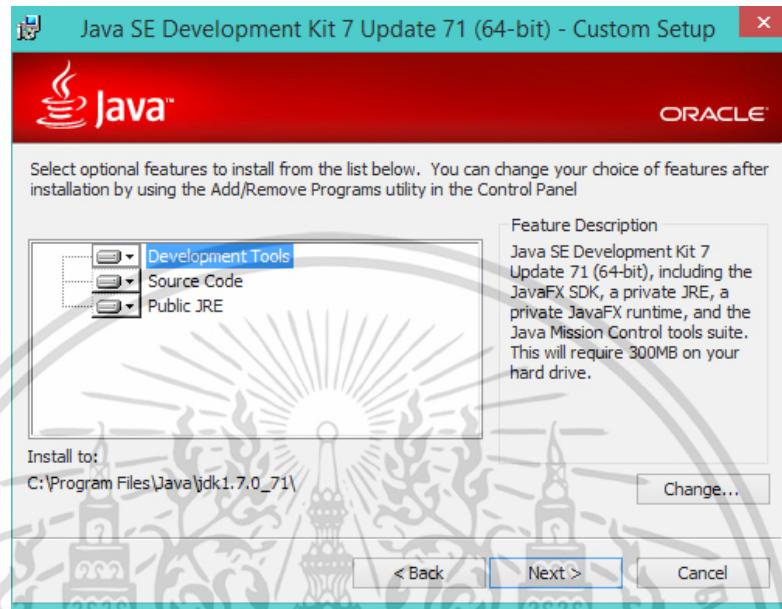 Java SE Development Kit 7 Update 71 (64-bit) - Custom Setup
Java™
ORACLE
Select optional features to install from the list below. You can change your choice of features after
installation by using the Add/Remove Programs utility in the Control Panel
Development Tools
Source Code
Public JRE
Feature Description
Java SE Development Kit 7
Update 71 (64-bit), including the
JavaFX SDK, a private JRE, a
private JavaFX runtime, and the
Java Mission Control tools suite.
This will require 300MB on your
hard drive.
Install to:
C:\Program Files\Java\jdk1.7.0_71\
Change...
< Back
Next >
Cancel